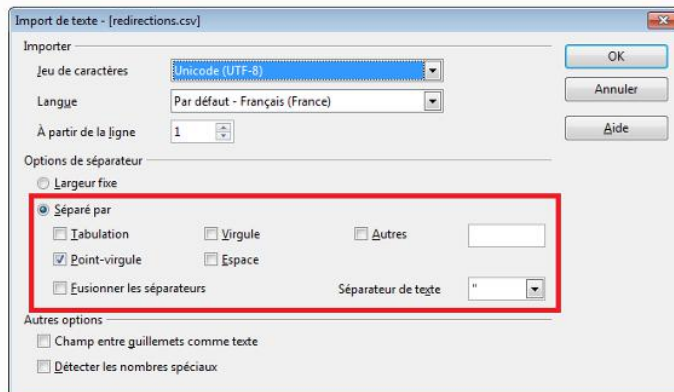 Import de texte - [redirections.csv]
Importer
OK
Jeu de caractères Unicode (UTF-8)
Annuler
Langue Par défaut - Français (France)
À partir de la ligne 1
Aide
Options de séparateur
Largeur fixe
Séparé par
Tabulation Virgule Autres
Point-virgule Espace
Fusionner les séparateurs Séparateur de texte "
Autres options
Champ entre guillemets comme texte
Détecter les nombres spéciaux